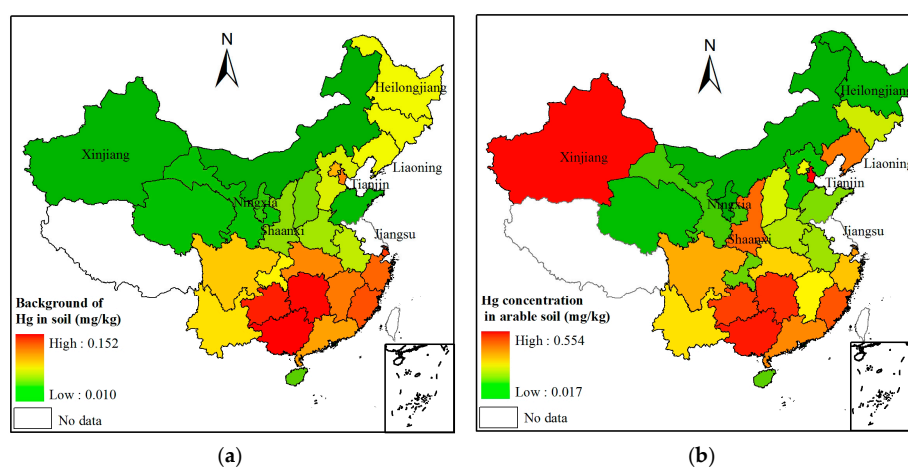 (a)
N
Heilongjiang
Xinjiang
Liaoning
Tianjin
Ningxia
Shaanxi
Jiangsu
Background of
Hg in soil (mg/kg)
High : 0.152
Low : 0.010
No data
(a)
(b)
N
Heilongjiang
Xinjiang
Liaoning
Tianjin
Ningxia
Shaanxi
Jiangsu
Hg concentration
in arable soil (mg/kg)
High : 0.554
Low : 0.017
No data
(b)